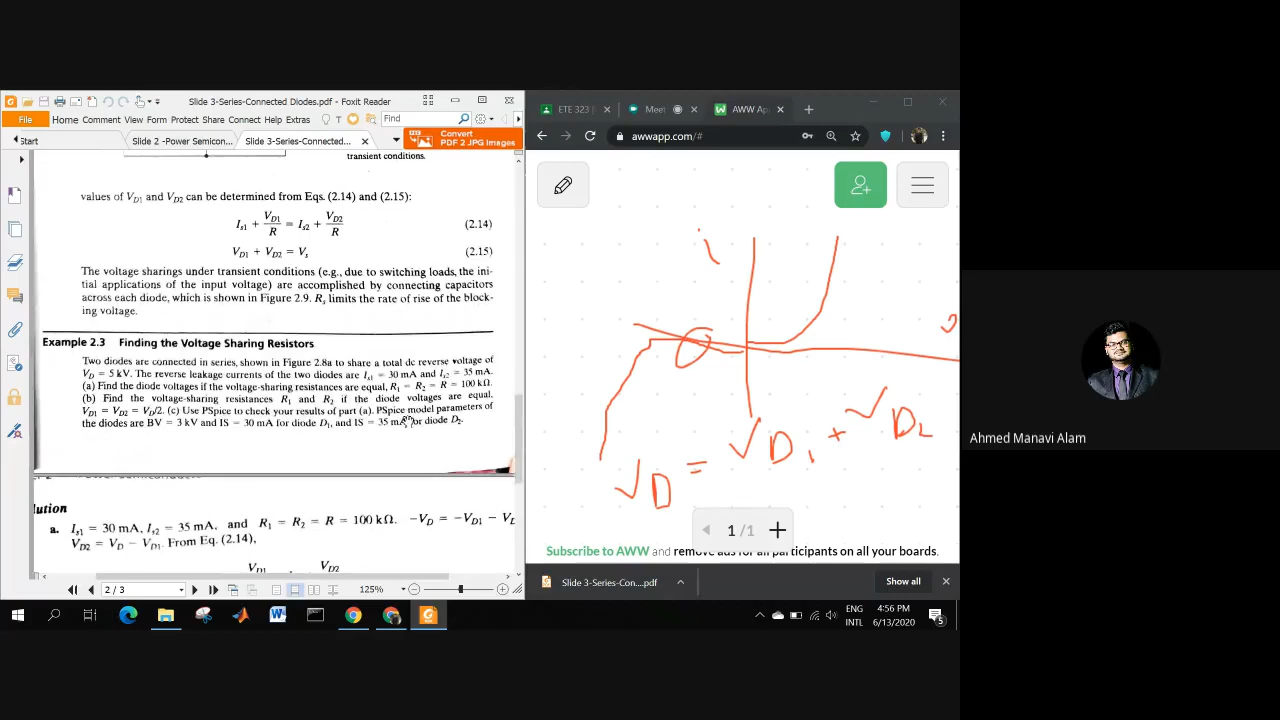 Slide 3-Series-Connected Diodes.pdf - Foxit Reader
File Home Comment View Form Protect Share Connect Help Extras Find
Start Slide 2 -Power Semicon... Slide 3-Series-Connected... Convert
PDF 2 JPG Images
transient conditions.
values of V_D1 and V_D2 can be determined from Eqs. (2.14) and (2.15):
I_s1 + V_D1/R = I_s2 + V_D2/R (2.14)
V_D1 + V_D2 = V_s (2.15)
The voltage sharings under transient conditions (e.g., due to switching loads, the ini-
tial applications of the input voltage) are accomplished by connecting capacitors
across each diode, which is shown in Figure 2.9. R_s limits the rate of rise of the block-
ing voltage.
Example 2.3 Finding the Voltage Sharing Resistors
Two diodes are connected in series, shown in Figure 2.8a to share a total dc reverse voltage of
V_D = 5 kV. The reverse leakage currents of the two diodes are I_s1 = 30 mA and I_s2 = 35 mA.
(a) Find the diode voltages if the voltage-sharing resistances are equal, R_1 = R_2 = R = 100 kΩ.
(b) Find the voltage-sharing resistances R_1 and R_2 if the diode voltages are equal,
V_D1 = V_D2 = V_D/2. (c) Use PSpice to check your results of part (a). PSpice model parameters of
the diodes are BV = 3 kV and IS = 30 mA for diode D_1, and IS = 35 mA for diode D_2.
lution
a. I_s1 = 30 mA, I_s2 = 35 mA, and R_1 = R_2 = R = 100 kΩ. −V_D = −V_D1 − V_D
V_D2 = V_D − V_D1. From Eq. (2.14),
V_D1 V_D2
2 / 3 125%
ETE 323 Meet AWW Ap
awwapp.com/#
i
V_D = V_D1 + V_D2
1 /1
Subscribe to AWW and remove ads for all participants on all your boards.
Slide 3-Series-Con....pdf Show all
ENG 4:56 PM
INTL 6/13/2020 5
Ahmed Manavi Alam